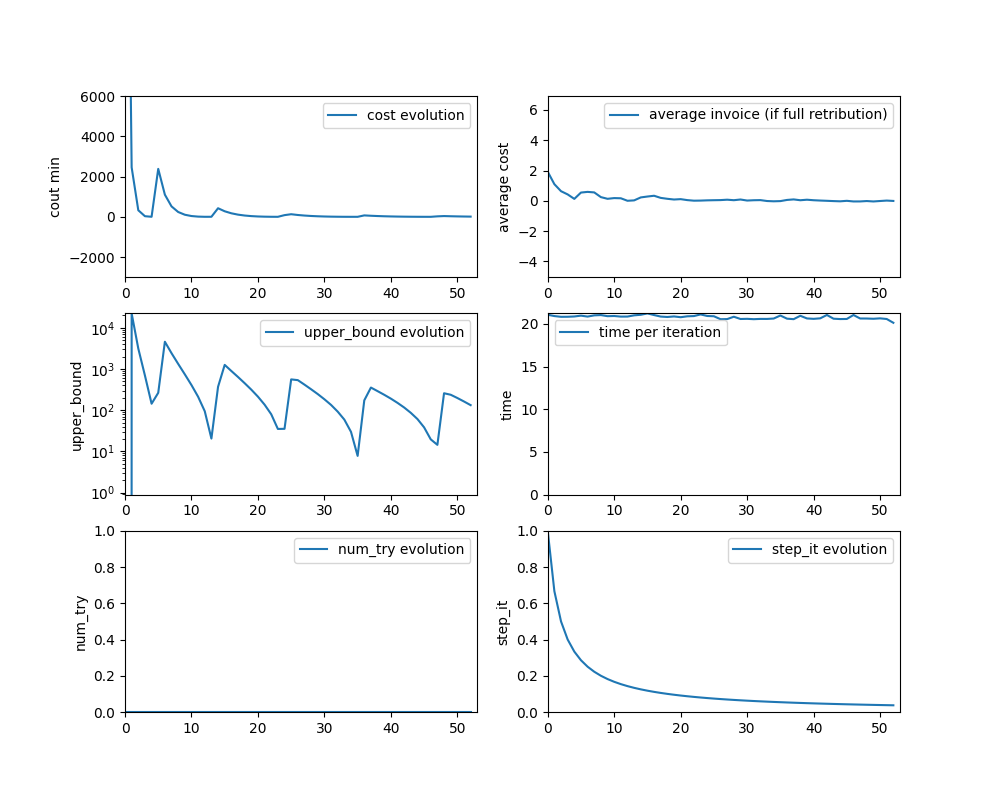 cost evolution
cout min
6000
4000
2000
0
−2000
0 10 20 30 40 50
average invoice (if full retribution)
average cost
6
4
2
0
−2
−4
0 10 20 30 40 50
upper_bound evolution
upper_bound
10⁴
10³
10²
10¹
10⁰
0 10 20 30 40 50
time per iteration
time
20
15
10
5
0
0 10 20 30 40 50
num_try evolution
num_try
1.0
0.8
0.6
0.4
0.2
0.0
0 10 20 30 40 50
step_it evolution
step_it
1.0
0.8
0.6
0.4
0.2
0.0
0 10 20 30 40 50